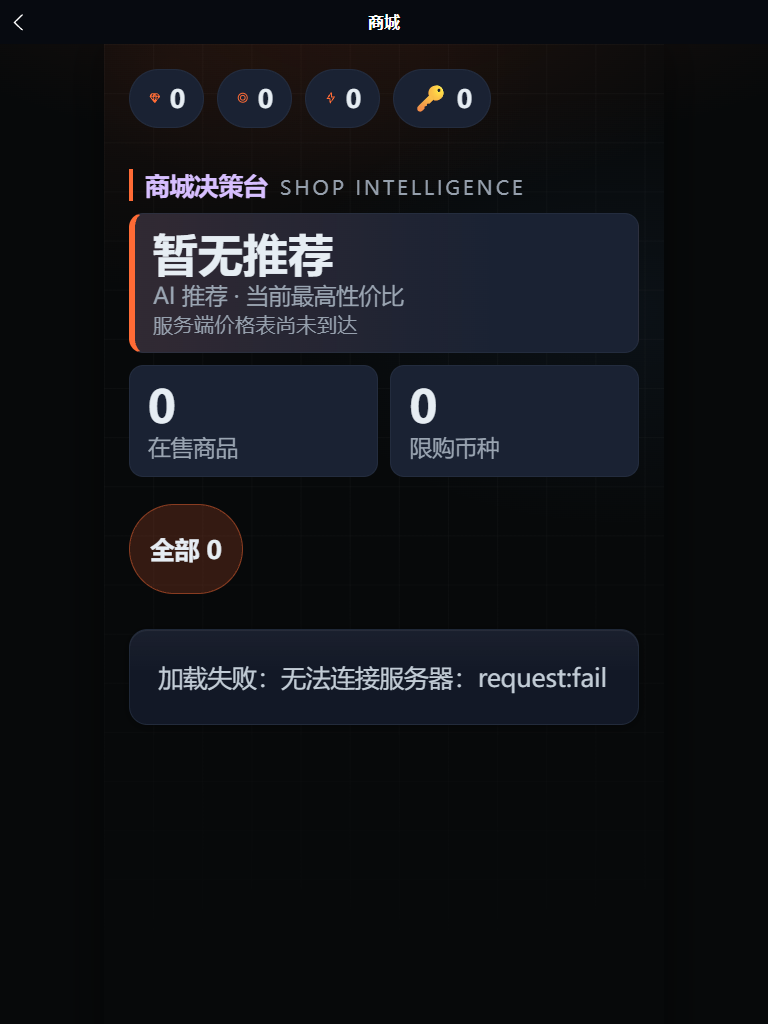 商城
0 0 0 🔑 0
商城决策台 SHOP INTELLIGENCE
暂无推荐
AI 推荐 · 当前最高性价比
服务端价格表尚未到达
0
在售商品
0
限购币种
全部 0
加载失败：无法连接服务器：request:fail